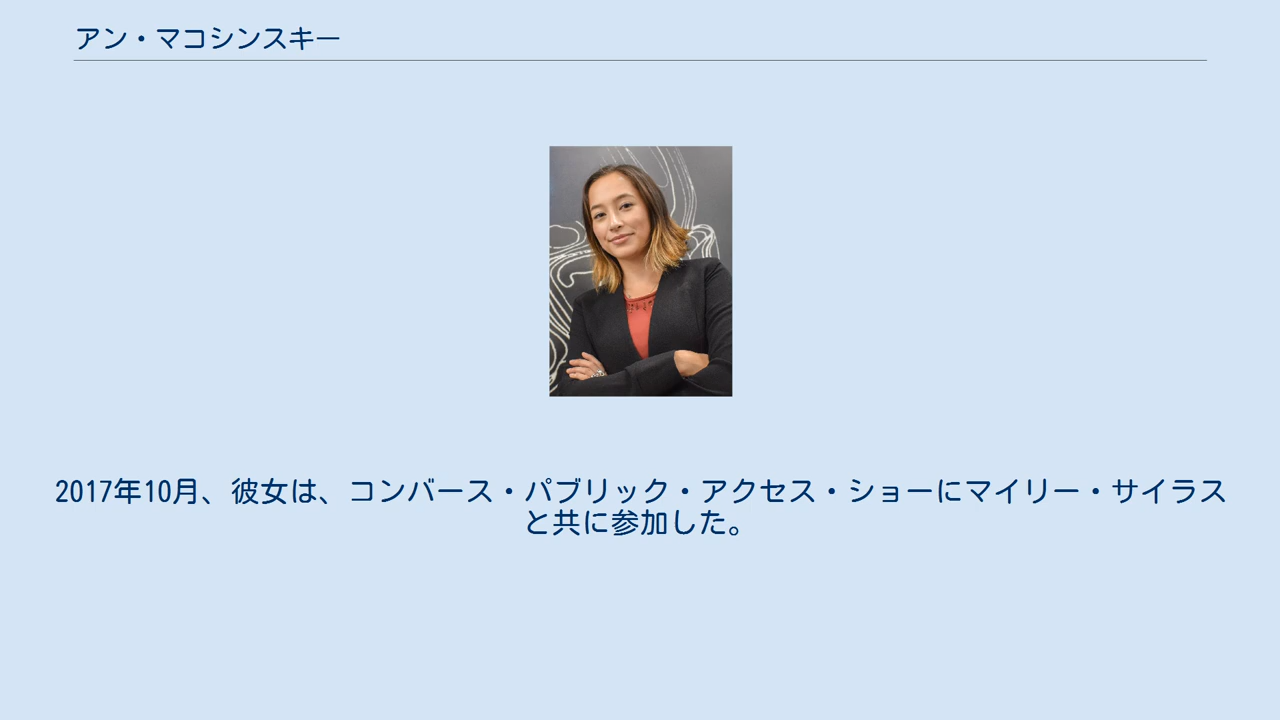 アン・マコシンスキー
2017年10月、彼女は、コンバース・パブリック・アクセス・ショーにマイリー・サイラス
と共に参加した。